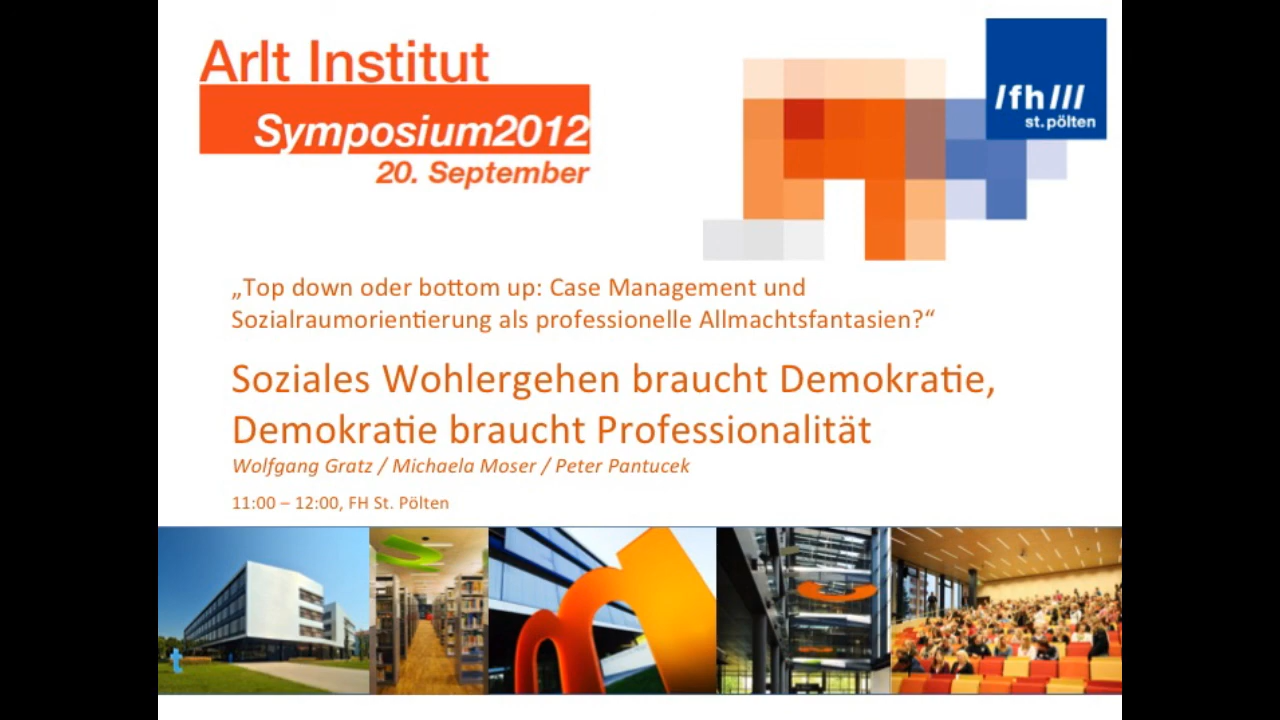 Arlt Institut
Symposium2012
20. September
/fh///
st.pölten
„Top down oder bottom up: Case Management und
Sozialraumorientierung als professionelle Allmachtsfantasien?“
Soziales Wohlergehen braucht Demokratie,
Demokratie braucht Professionalität
Wolfgang Gratz / Michaela Moser / Peter Pantucek
11:00 – 12:00, FH St. Pölten
t